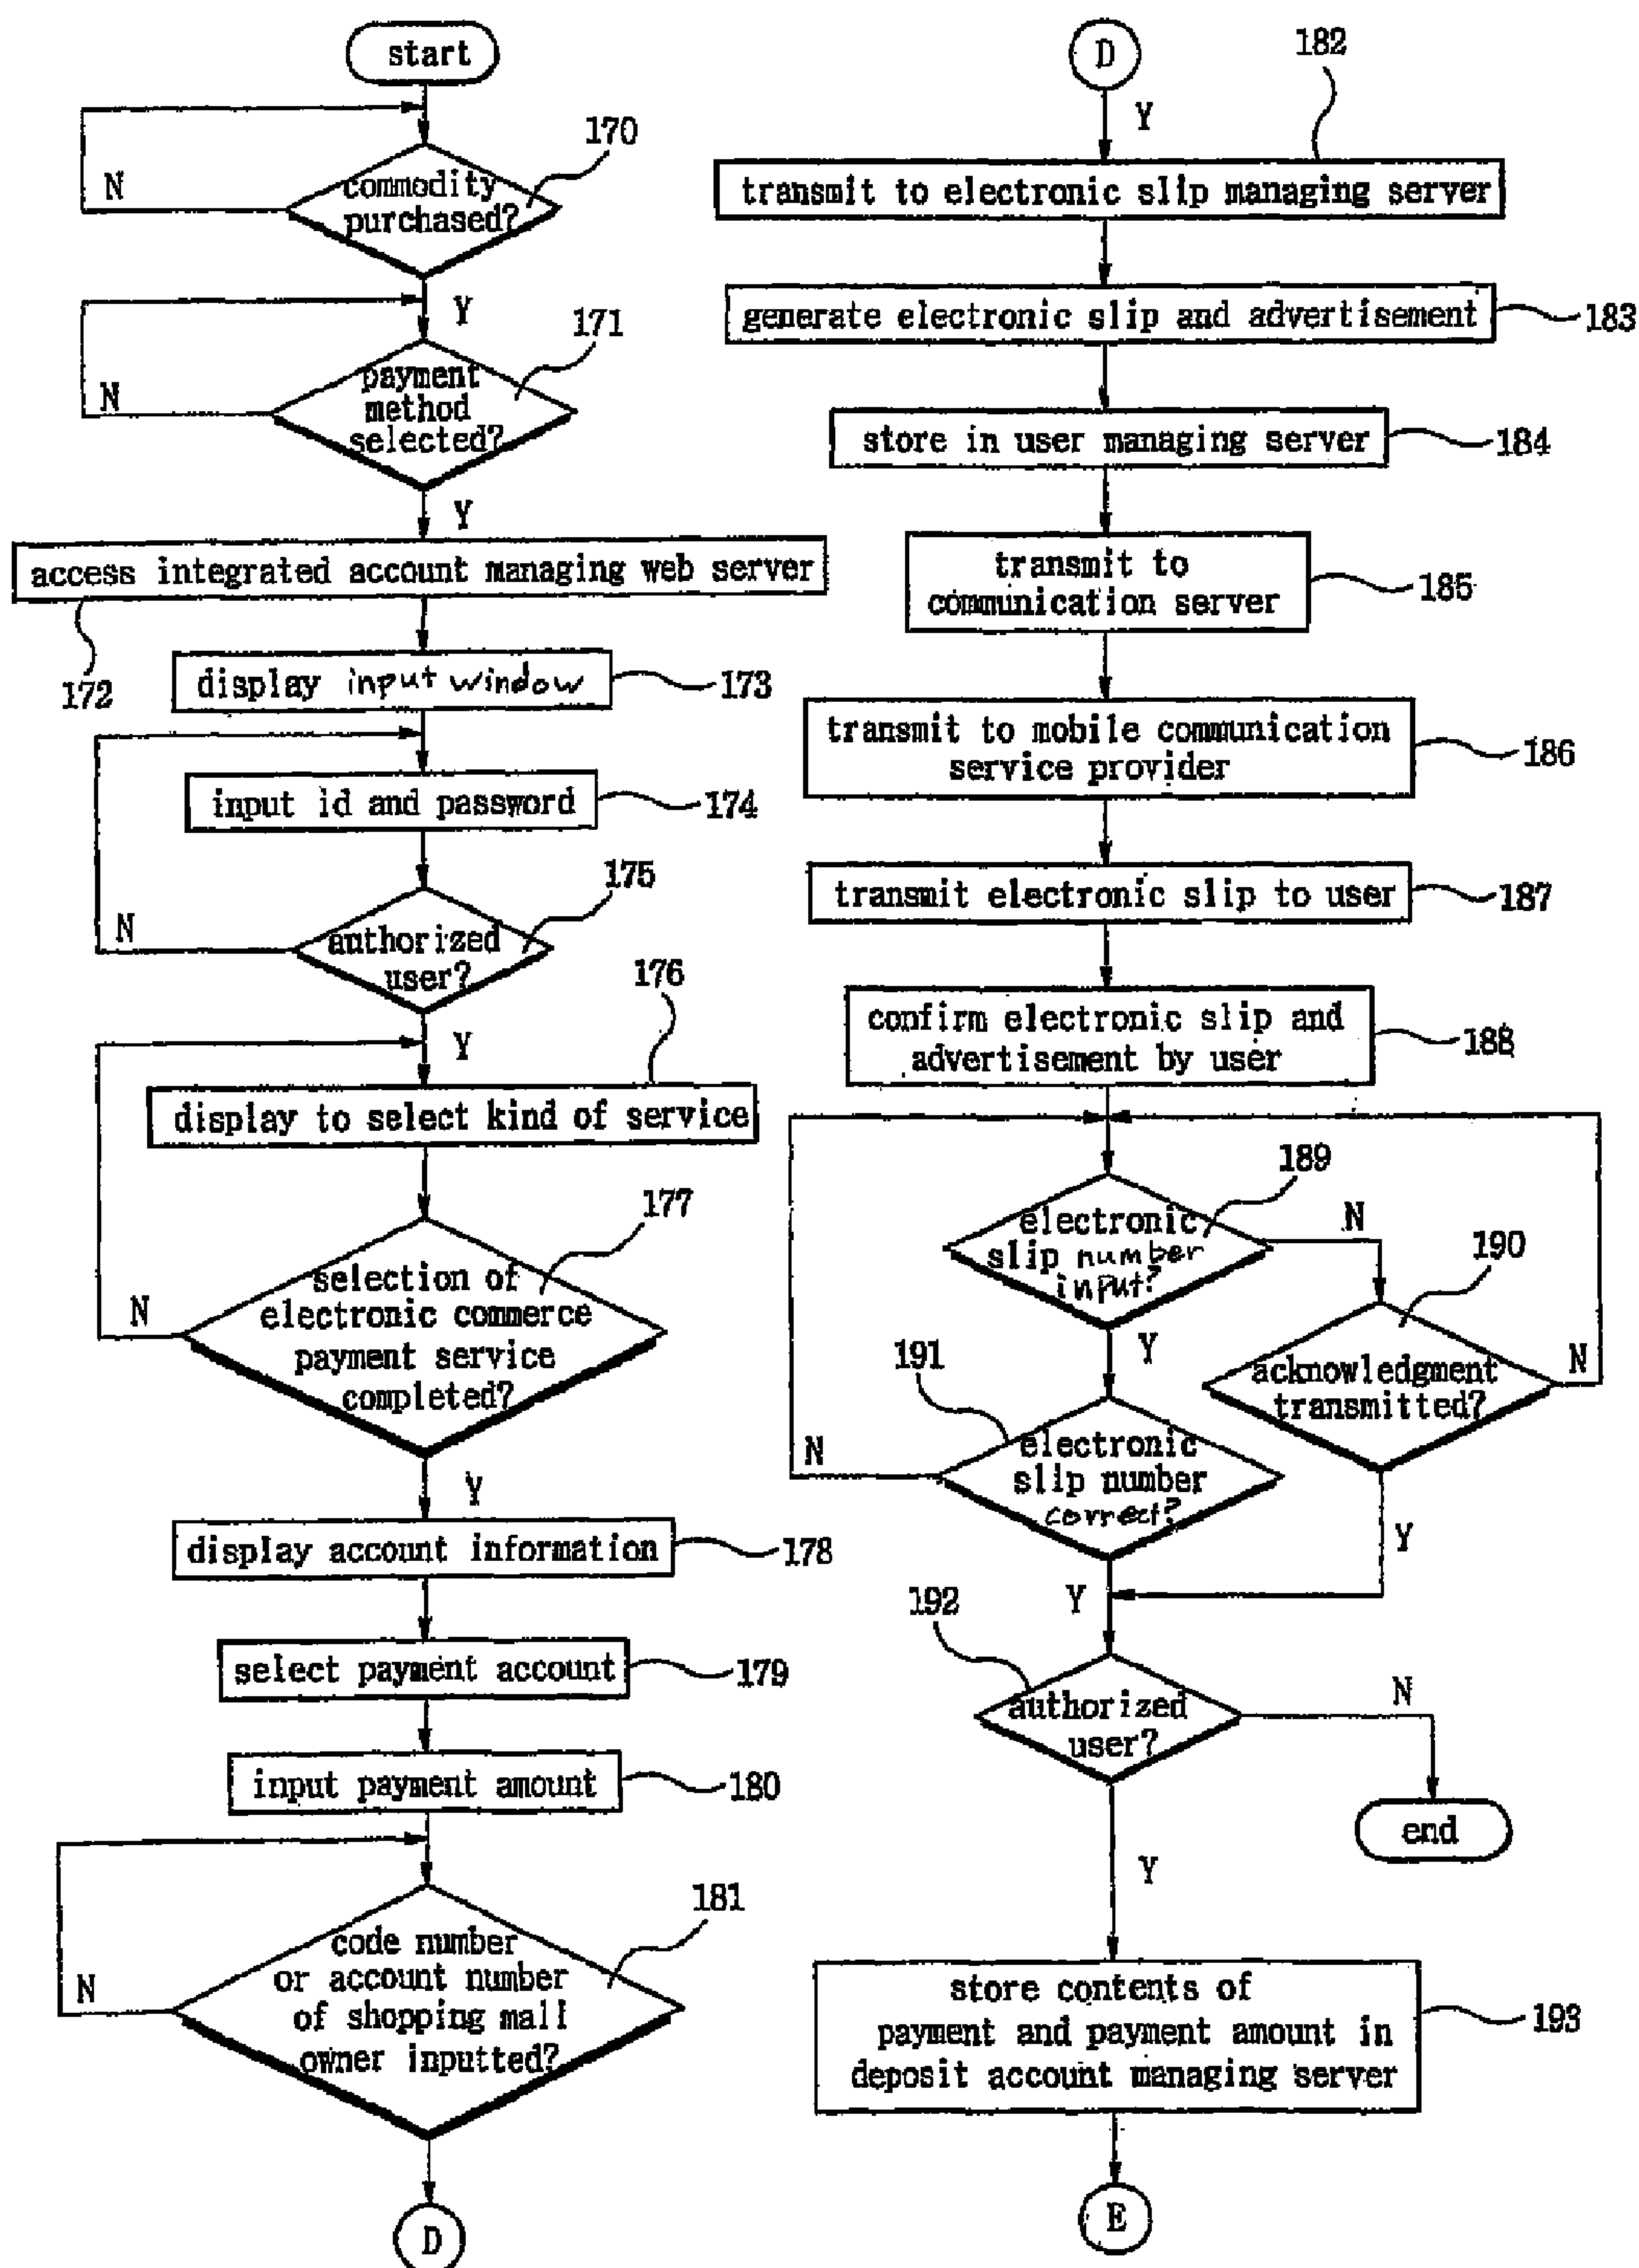 start
170
N
commodity
purchased?
Y
171
N
payment
method
selected?
Y
access integrated account managing web server
172
display input window
173
input id and password
174
175
N
authorized
user?
176
Y
display to select kind of service
177
N
selection of
electronic commerce
payment service
completed?
Y
display account information
178
select payment account
179
input payment amount
180
181
N
code number
or account number
of shopping mall
owner inputted?
D
D
182
Y
transmit to electronic slip managing server
generate electronic slip and advertisement
183
store in user managing server
184
transmit to
communication server
185
transmit to mobile communication
service provider
186
transmit electronic slip to user
187
confirm electronic slip and
advertisement by user
188
189
electronic
slip number
input?
N
190
Y
acknowledgment
transmitted?
N
191
N
electronic
slip number
correct?
Y
Y
192
authorized
user?
N
end
Y
store contents of
payment and payment amount in
deposit account managing server
193
E